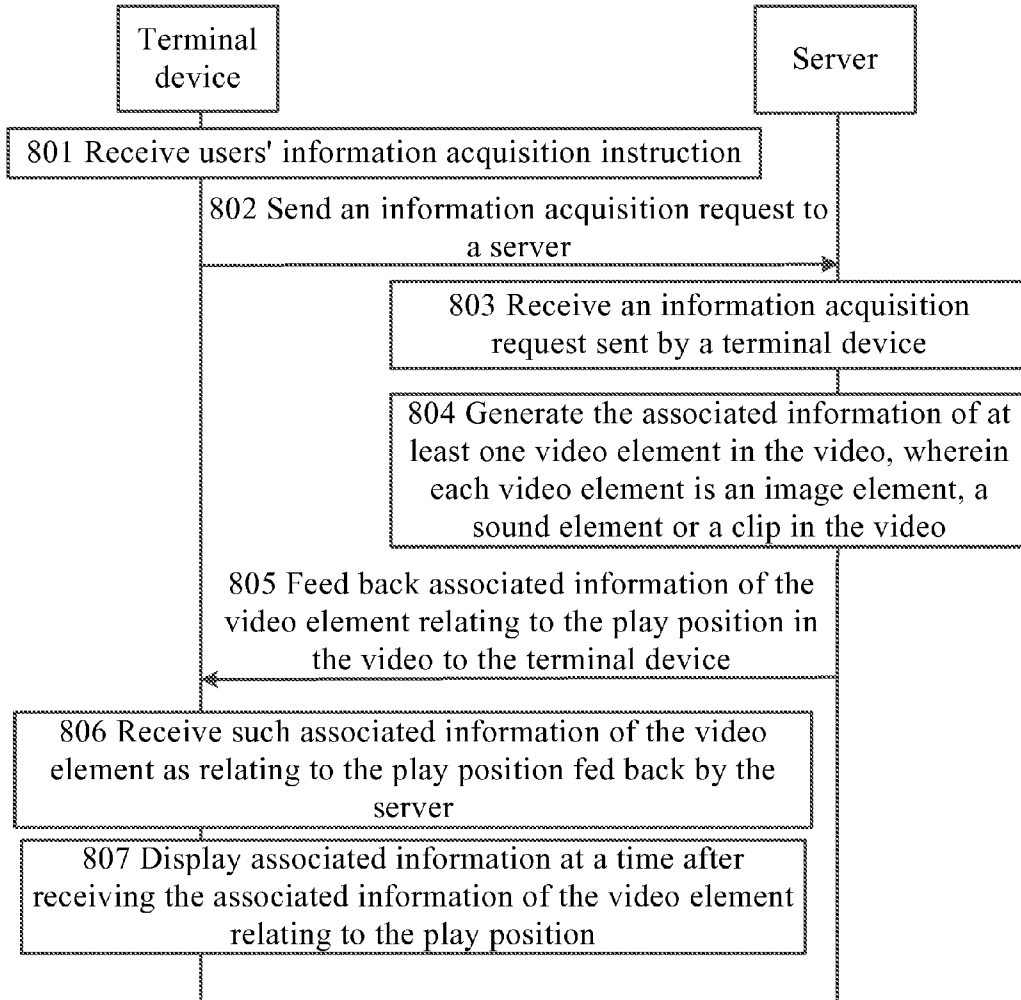 Terminal
device
Server
801 Receive users' information acquisition instruction
802 Send an information acquisition request to
a server
803 Receive an information acquisition
request sent by a terminal device
804 Generate the associated information of at
least one video element in the video, wherein
each video element is an image element, a
sound element or a clip in the video
805 Feed back associated information of the
video element relating to the play position in
the video to the terminal device
806 Receive such associated information of the video
element as relating to the play position fed back by the
server
807 Display associated information at a time after
receiving the associated information of the video element
relating to the play position